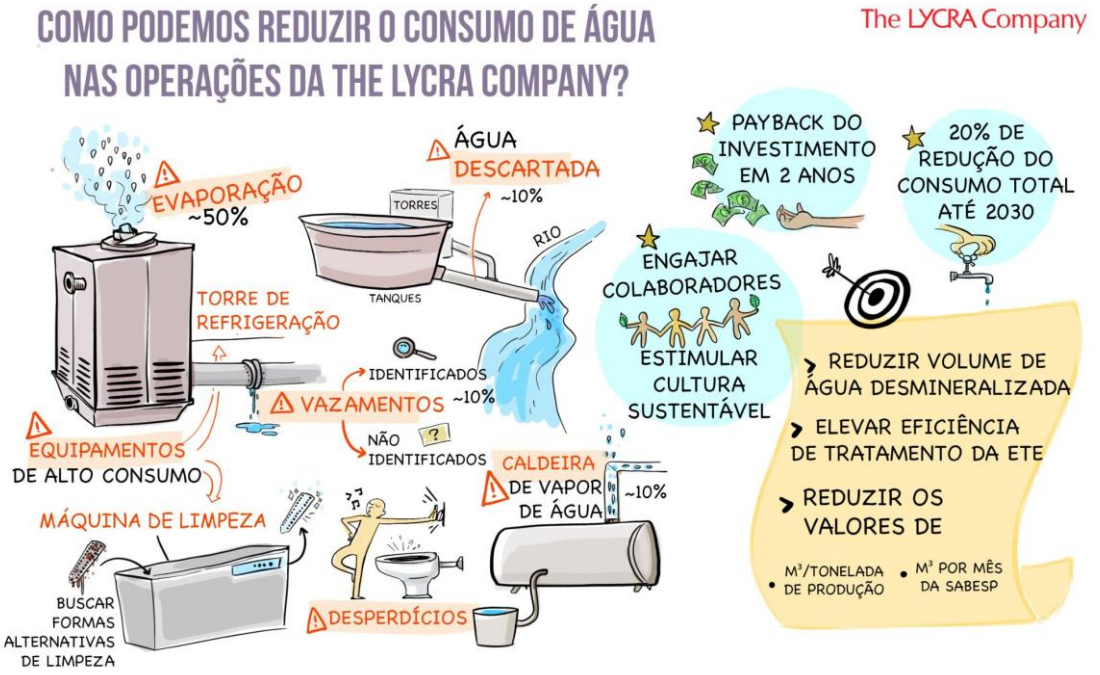 COMO PODEMOS REDUZIR O CONSUMO DE ÁGUA
NAS OPERAÇÕES DA THE LYCRA COMPANY?
The LYCRA Company
EVAPORAÇÃO
~50%
ÁGUA
DESCARTADA
~10%
TORRES
TANQUES
RIO
TORRE DE
REFRIGERAÇÃO
IDENTIFICADOS
VAZAMENTOS ~10%
NÃO
IDENTIFICADOS
?
EQUIPAMENTOS
DE ALTO CONSUMO
MÁQUINA DE LIMPEZA
BUSCAR
FORMAS
ALTERNATIVAS
DE LIMPEZA
DESPERDÍCIOS
CALDEIRA
DE VAPOR
DE ÁGUA
~10%
PAYBACK DO
INVESTIMENTO
EM 2 ANOS
20% DE
REDUÇÃO DO
CONSUMO TOTAL
ATÉ 2030
ENGAJAR
COLABORADORES
ESTIMULAR
CULTURA
SUSTENTÁVEL
> REDUZIR VOLUME DE
ÁGUA DESMINERALIZADA
> ELEVAR EFICIÊNCIA
DE TRATAMENTO DA ETE
> REDUZIR OS
VALORES DE
• M³/TONELADA
DE PRODUÇÃO
• M³ POR MÊS
DA SABESP